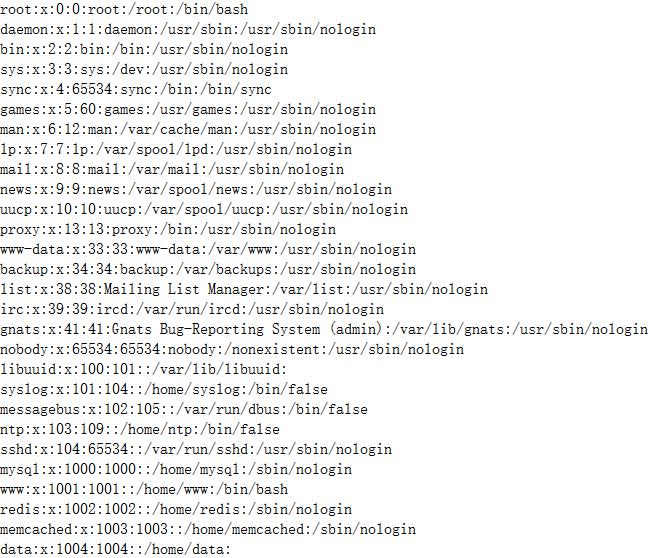 root:x:0:0:root:/root:/bin/bash
daemon:x:1:1:daemon:/usr/sbin:/usr/sbin/nologin
bin:x:2:2:bin:/bin:/usr/sbin/nologin
sys:x:3:3:sys:/dev:/usr/sbin/nologin
sync:x:4:65534:sync:/bin:/bin/sync
games:x:5:60:games:/usr/games:/usr/sbin/nologin
man:x:6:12:man:/var/cache/man:/usr/sbin/nologin
lp:x:7:7:lp:/var/spool/lpd:/usr/sbin/nologin
mail:x:8:8:mail:/var/mail:/usr/sbin/nologin
news:x:9:9:news:/var/spool/news:/usr/sbin/nologin
uucp:x:10:10:uucp:/var/spool/uucp:/usr/sbin/nologin
proxy:x:13:13:proxy:/bin:/usr/sbin/nologin
www-data:x:33:33:www-data:/var/www:/usr/sbin/nologin
backup:x:34:34:backup:/var/backups:/usr/sbin/nologin
list:x:38:38:Mailing List Manager:/var/list:/usr/sbin/nologin
irc:x:39:39:ircd:/var/run/ircd:/usr/sbin/nologin
gnats:x:41:41:Gnats Bug-Reporting System (admin):/var/lib/gnats:/usr/sbin/nologin
nobody:x:65534:65534:nobody:/nonexistent:/usr/sbin/nologin
libuuid:x:100:101::/var/lib/libuuid:
syslog:x:101:104::/home/syslog:/bin/false
messagebus:x:102:105::/var/run/dbus:/bin/false
ntp:x:103:109::/home/ntp:/bin/false
sshd:x:104:65534::/var/run/sshd:/usr/sbin/nologin
mysql:x:1000:1000::/home/mysql:/sbin/nologin
www:x:1001:1001::/home/www:/bin/bash
redis:x:1002:1002::/home/redis:/sbin/nologin
memcached:x:1003:1003::/home/memcached:/sbin/nologin
data:x:1004:1004::/home/data: